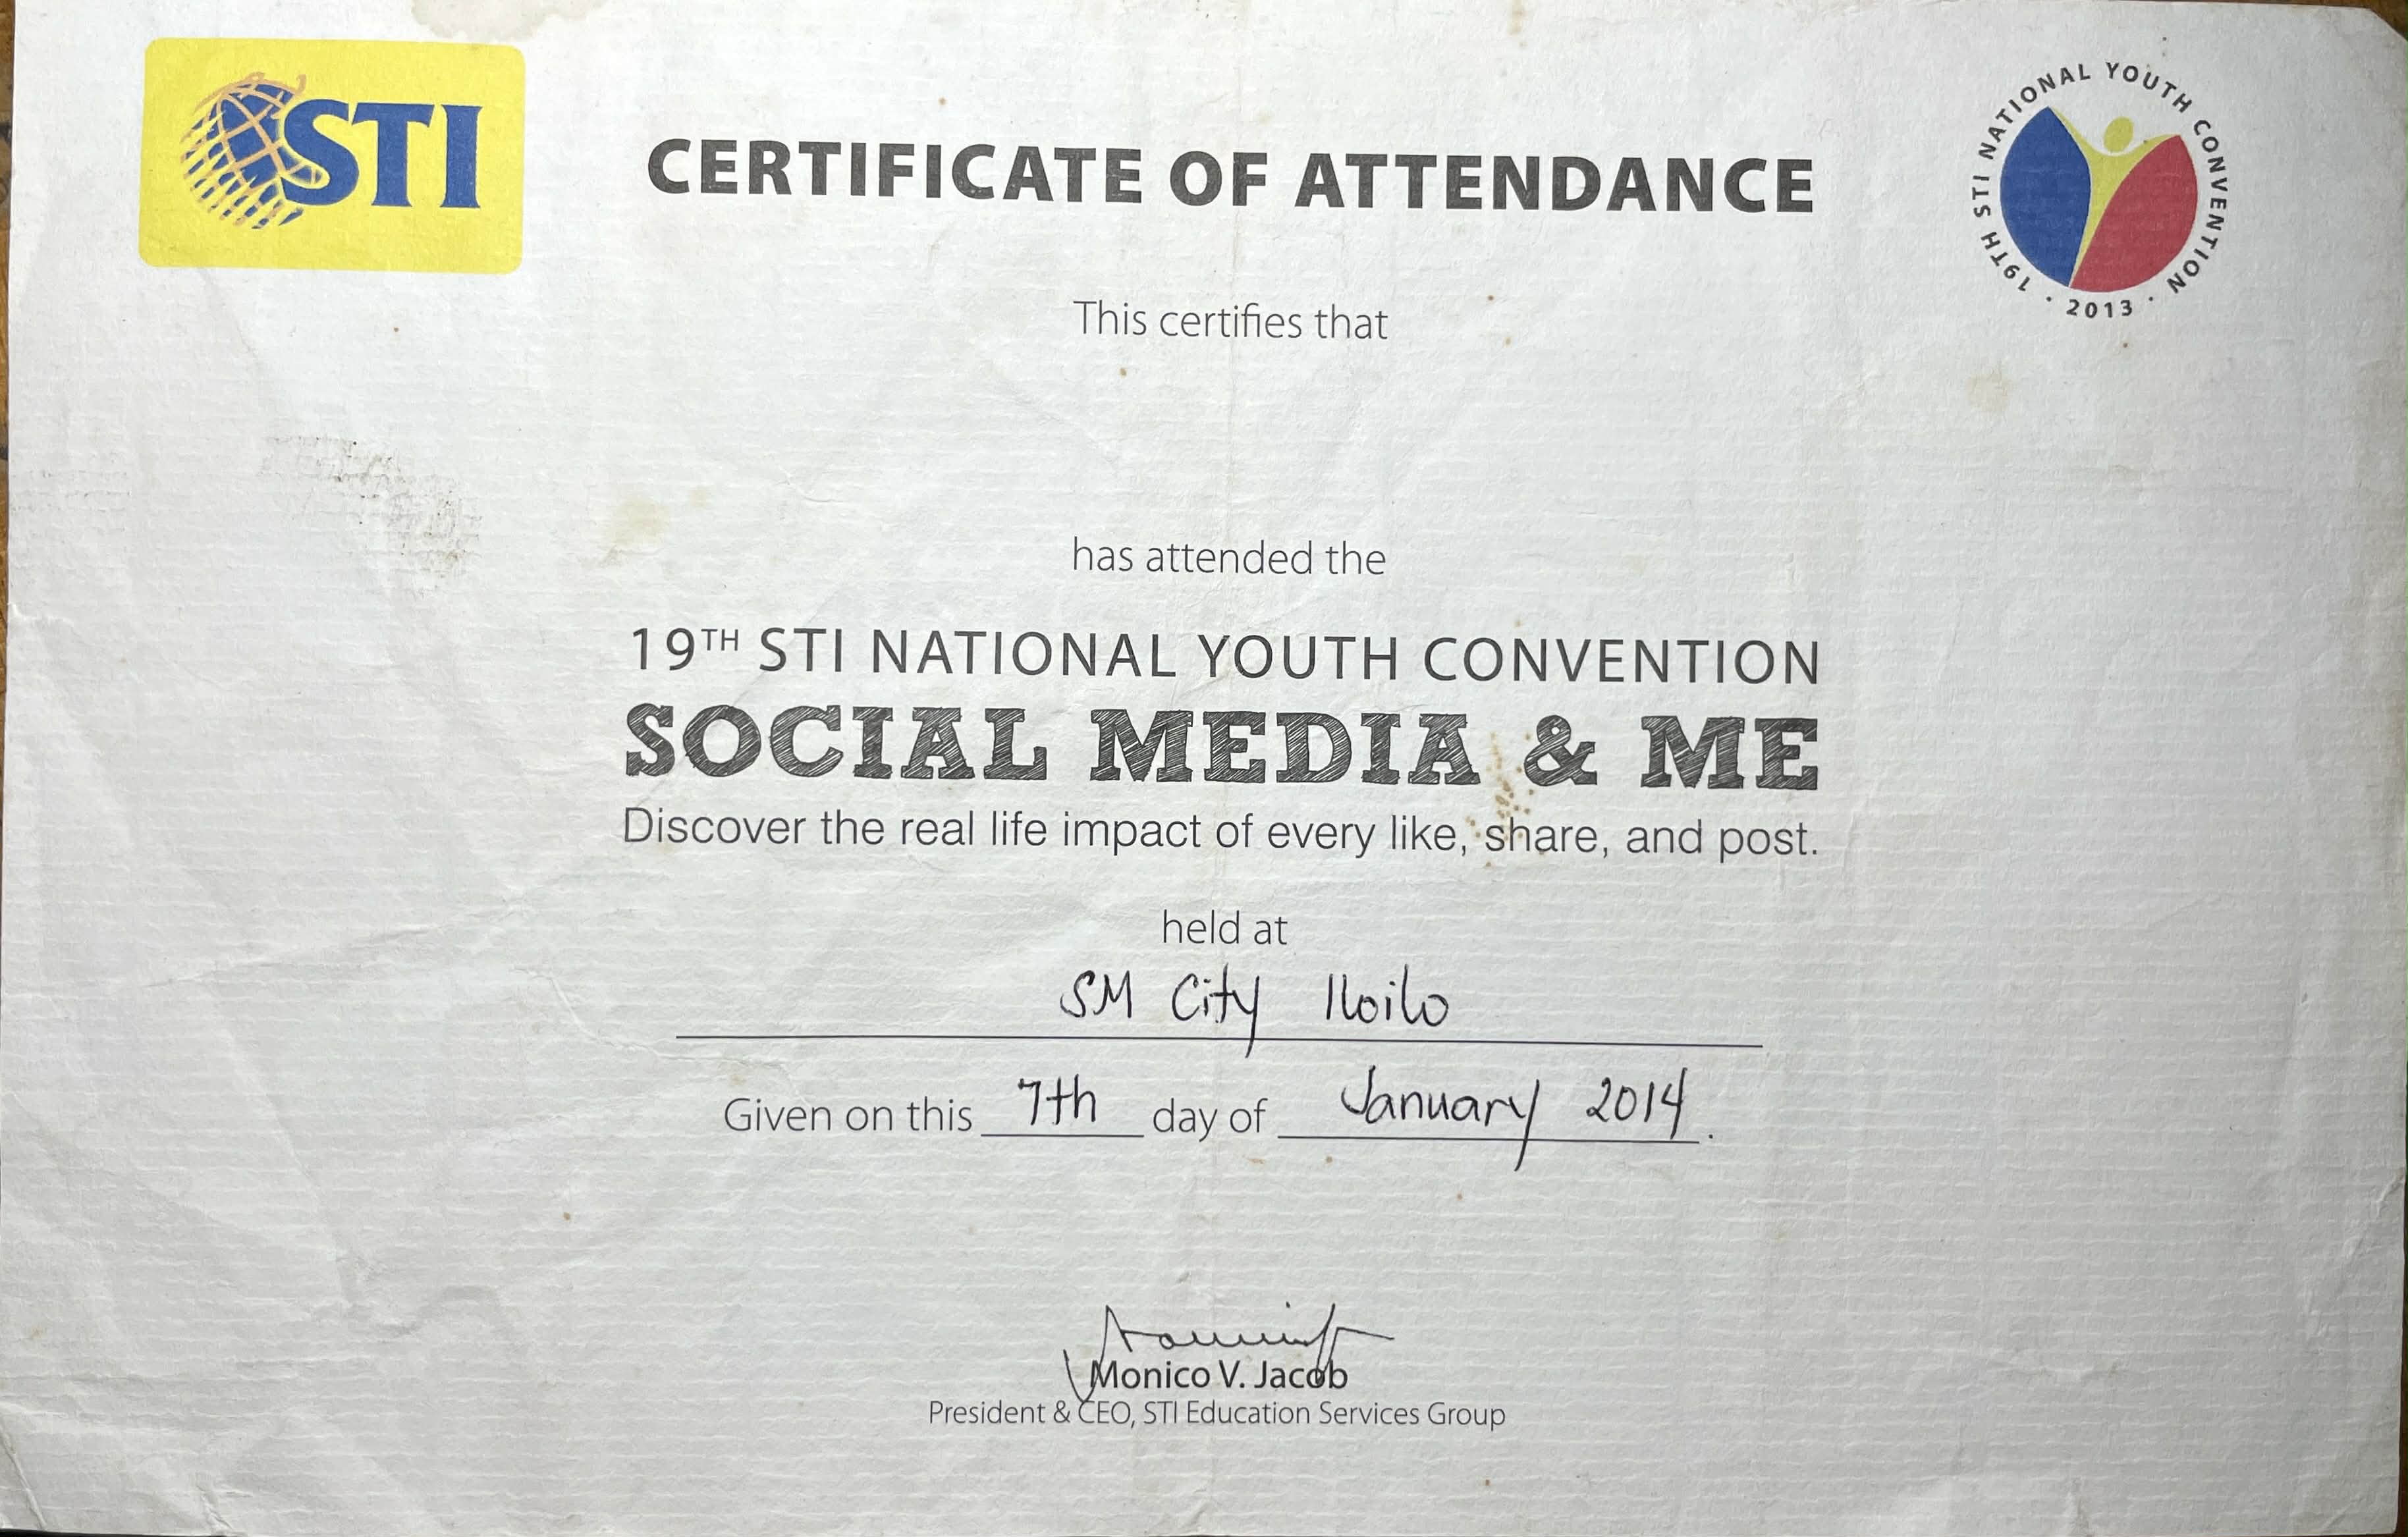 STI
CERTIFICATE OF ATTENDANCE
19TH STI NATIONAL YOUTH CONVENTION
· 2013 ·
This certifies that
has attended the
19TH STI NATIONAL YOUTH CONVENTION
SOCIAL MEDIA & ME
Discover the real life impact of every like, share, and post.
held at
SM City Iloilo
Given on this 7th day of January 2014.
Monico V. Jacob
President & CEO, STI Education Services Group